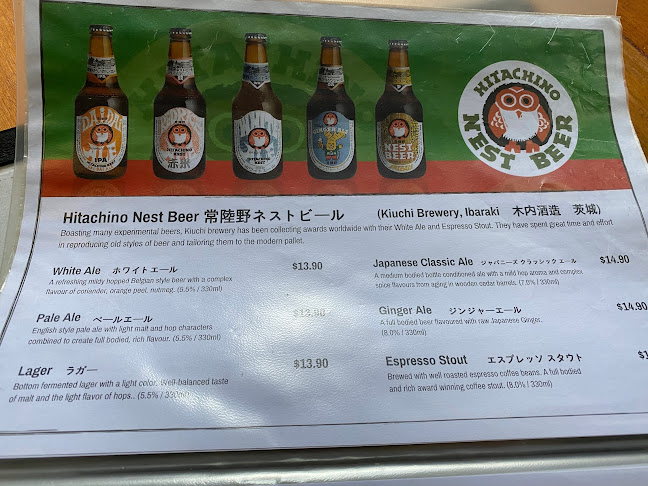 HITACHINO
NEST BEER
DAI DAI
IPA
NEST
BEER
Hitachino Nest Beer 常陸野ネストビール (Kiuchi Brewery, Ibaraki 木内酒造 茨城)
Boasting many experimental beers, Kiuchi brewery has been collecting awards worldwide with their White Ale and Espresso Stout. They have spent great time and effort
in reproducing old styles of beer and tailoring them to the modern pallet.
White Ale ホワイトエール $13.90
A refreshing mildy hopped Belgian style beer with a complex
flavour of coriander, orange peel, nutmeg. (5.5% / 330ml)
Pale Ale ペールエール $13.90
English style pale ale with light malt and hop characters
combined to create full bodied, rich flavour. (5.5% / 330ml)
Lager ラガー $13.90
Bottom fermented lager with a light color. Well-balanced taste
of malt and the light flavor of hops.. (5.5% / 330ml)
Japanese Classic Ale ジャパニーズ クラッシック エール $14.90
A medium bodied bottle conditioned ale with a mild hop aroma and complex
spice flavours from aging in wooden cedar barrels. (7.0% / 330ml)
Ginger Ale ジンジャーエール $14.90
A full bodied beer flavoured with raw Japanese Ginger.
(8.0% / 330ml)
Espresso Stout エスプレッソ スタウト
Brewed with well roasted espresso coffee beans. A full bodied
and rich award winning coffee stout. (8.0% / 330ml)